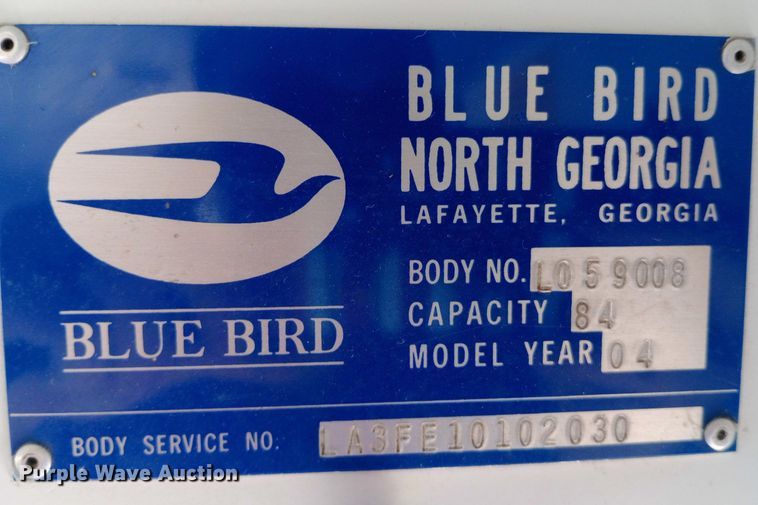 BLUE BIRD
BLUE BIRD
NORTH GEORGIA
LAFAYETTE, GEORGIA
BODY NO. L059008
CAPACITY 84
MODEL YEAR 04
BODY SERVICE NO. LA3FE10102030
Purple Wave Auction